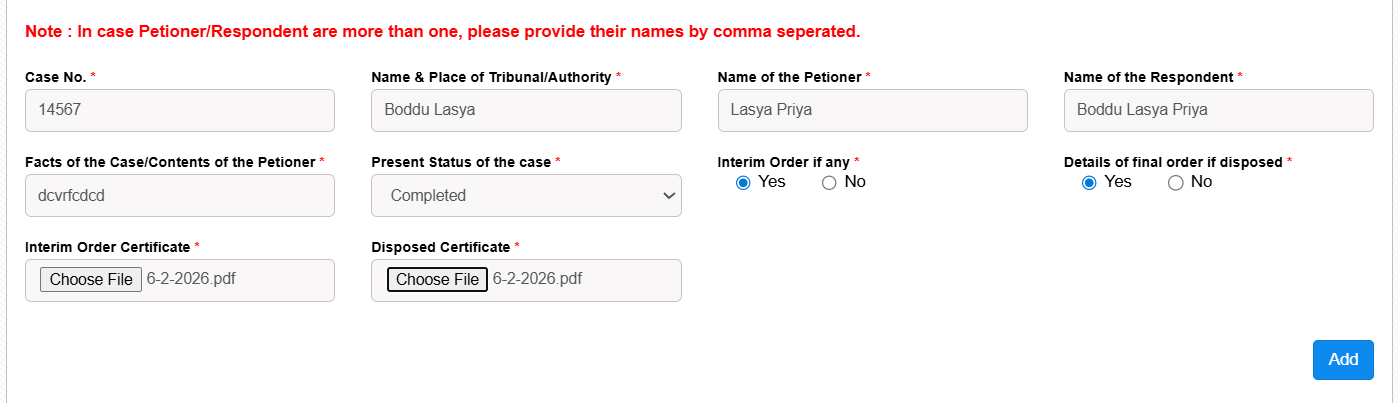 Note : In case Petioner/Respondent are more than one, please provide their names by comma seperated.
Case No. * Name & Place of Tribunal/Authority * Name of the Petioner * Name of the Respondent *
14567 Boddu Lasya Lasya Priya Boddu Lasya Priya
Facts of the Case/Contents of the Petioner * Present Status of the case * Interim Order if any * Details of final order if disposed *
dcvrfcdcd Completed Yes No Yes No
Interim Order Certificate * Disposed Certificate *
Choose File 6-2-2026.pdf Choose File 6-2-2026.pdf
Add